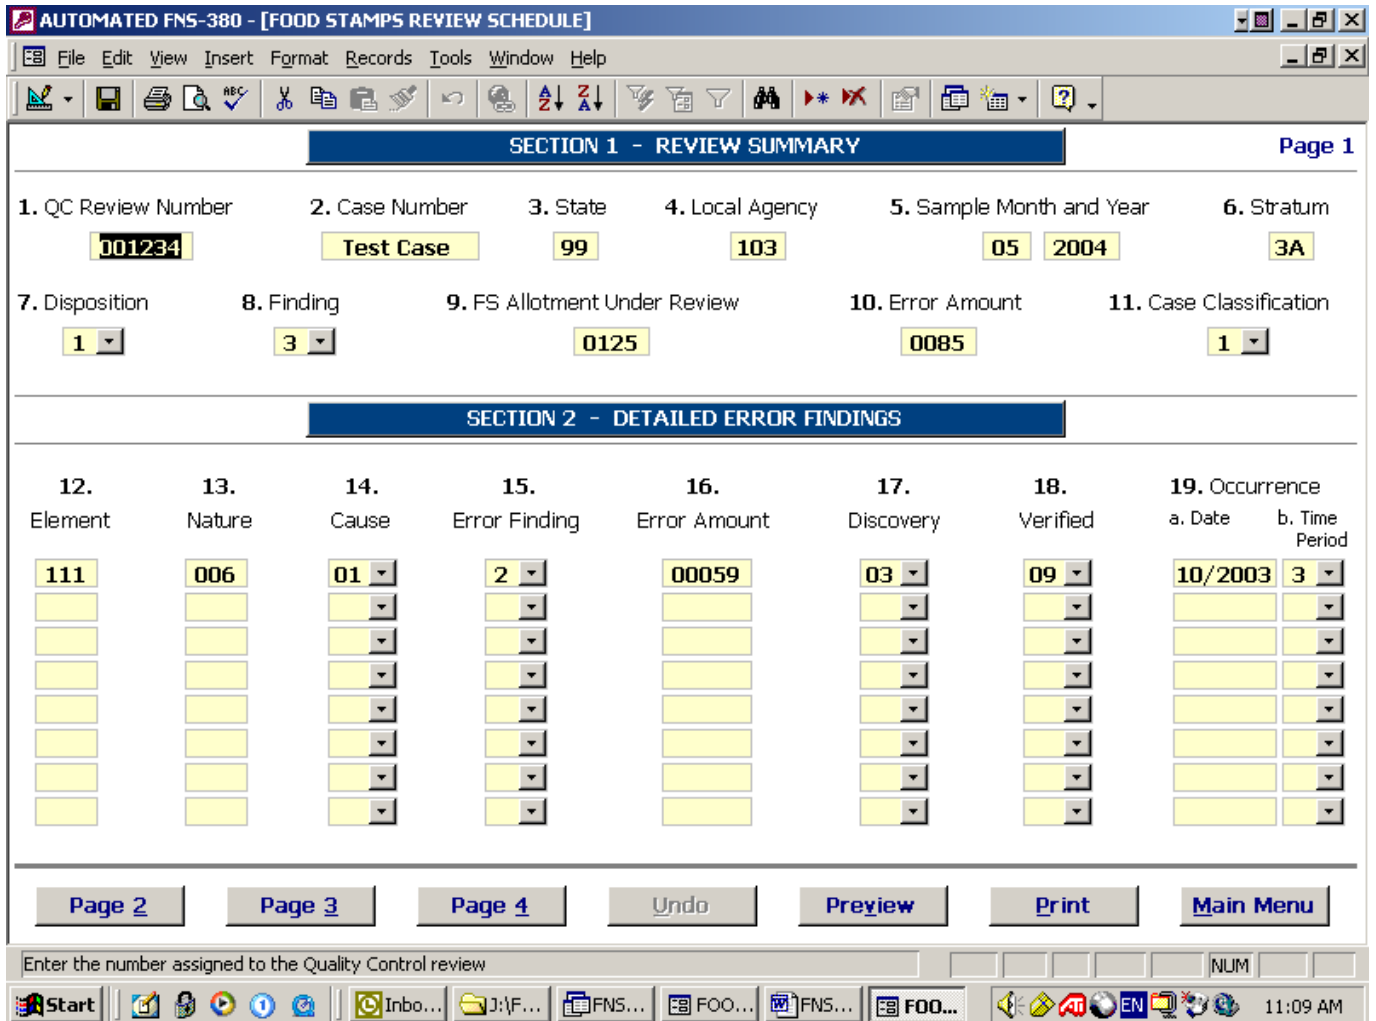 AUTOMATED FNS-380 - [FOOD STAMPS REVIEW SCHEDULE]
File Edit View Insert Format Records Tools Window Help
SECTION 1 - REVIEW SUMMARY Page 1
1. QC Review Number 2. Case Number 3. State 4. Local Agency 5. Sample Month and Year 6. Stratum
001234 Test Case 99 103 05 2004 3A
7. Disposition 8. Finding 9. FS Allotment Under Review 10. Error Amount 11. Case Classification
1 3 0125 0085 1
SECTION 2 - DETAILED ERROR FINDINGS
12. 13. 14. 15. 16. 17. 18. 19. Occurrence
Element Nature Cause Error Finding Error Amount Discovery Verified a. Date b. Time
Period
111 006 01 2 00059 03 09 10/2003 3
Page 2 Page 3 Page 4 Undo Preview Print Main Menu
Enter the number assigned to the Quality Control review NUM
Start Inbo... J:\F... FNS... FOO... FNS... FOO... EN 11:09 AM